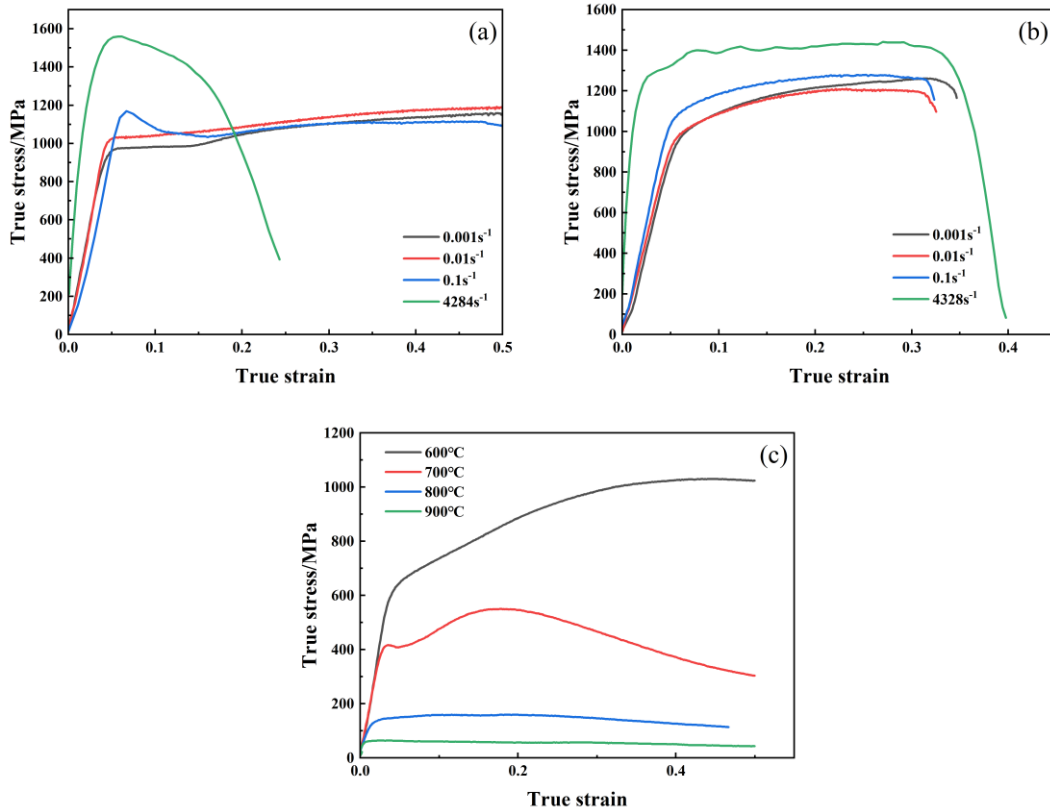 (a)
True stress/MPa
1600
1400
1200
1000
800
600
400
200
0
0.001s⁻¹
0.01s⁻¹
0.1s⁻¹
4284s⁻¹
0.0 0.1 0.2 0.3 0.4 0.5
True strain
(b)
True stress/MPa
1600
1400
1200
1000
800
600
400
200
0
0.001s⁻¹
0.01s⁻¹
0.1s⁻¹
4328s⁻¹
0.0 0.1 0.2 0.3 0.4
True strain
(c)
True stress/MPa
1200
1000
800
600
400
200
0
600°C
700°C
800°C
900°C
0.0 0.2 0.4
True strain